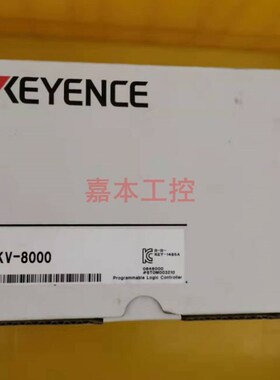 KEYENCE
嘉本工控
KV-8000
Programmable Logic Controller